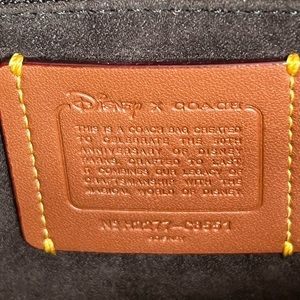 Disney X COACH
THIS IS A COACH BAG CREATED
TO CELEBRATE THE 50TH
ANNIVERSARY OF DISNEY
PARKS. CRAFTED TO LAST,
IT COMBINES OUR LEGACY OF
CRAFTSMANSHIP WITH THE
MAGICAL WORLD OF DISNEY